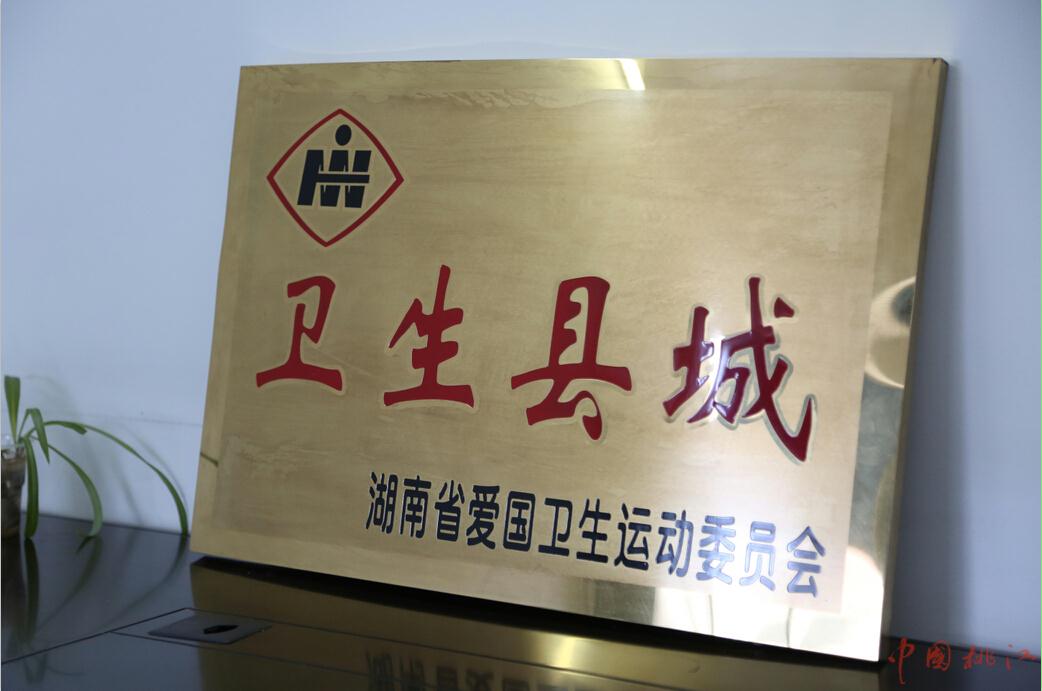 卫生县城
湖南省爱国卫生运动委员会
中國桃江